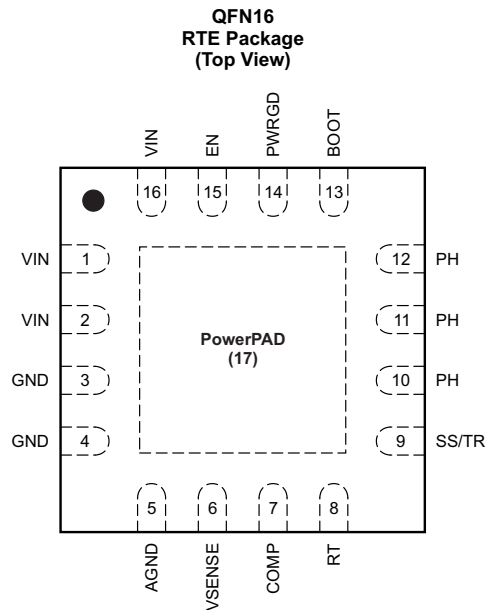 QFN16
RTE Package
(Top View)
VIN
EN
PWRGD
BOOT
16
15
14
13
VIN
1
12
PH
VIN
2
11
PH
PowerPAD
(17)
GND
3
10
PH
GND
4
9
SS/TR
5
6
7
8
AGND
VSENSE
COMP
RT